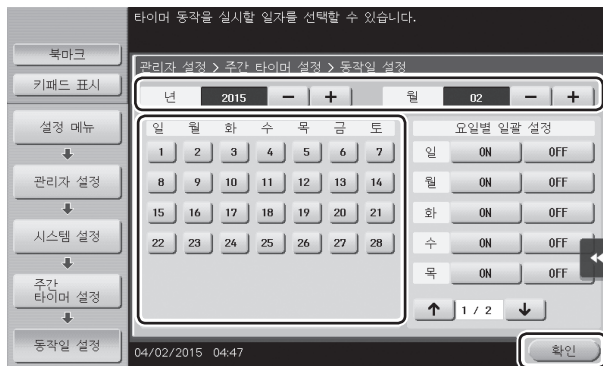 타이머 동작을 실시할 일자를 선택할 수 있습니다.
북마크
키패드 표시
설정 메뉴
관리자 설정
시스템 설정
주간
타이머 설정
동작일 설정
관리자 설정 > 주간 타이머 설정 > 동작일 설정
년 2015 − + 월 02 − +
일 월 화 수 목 금 토
1 2 3 4 5 6 7
8 9 10 11 12 13 14
15 16 17 18 19 20 21
22 23 24 25 26 27 28
요일별 일괄 설정
일 ON OFF
월 ON OFF
화 ON OFF
수 ON OFF
목 ON OFF
↑ 1 / 2 ↓
04/02/2015 04:47
확인